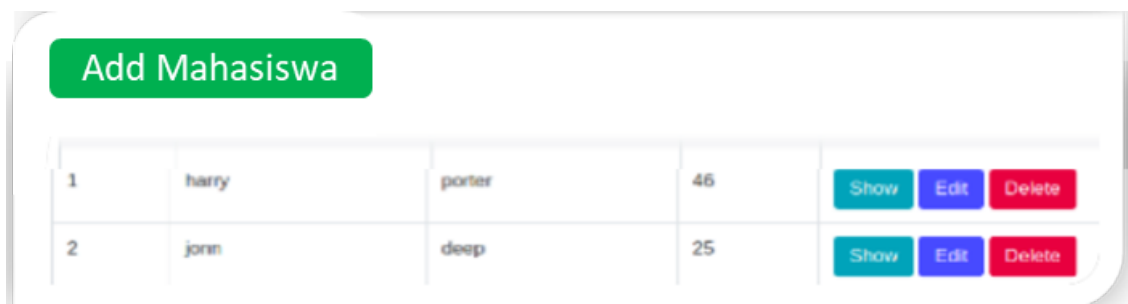 Add Mahasiswa
1 harry porter 46 Show Edit Delete
2 jonn deep 25 Show Edit Delete